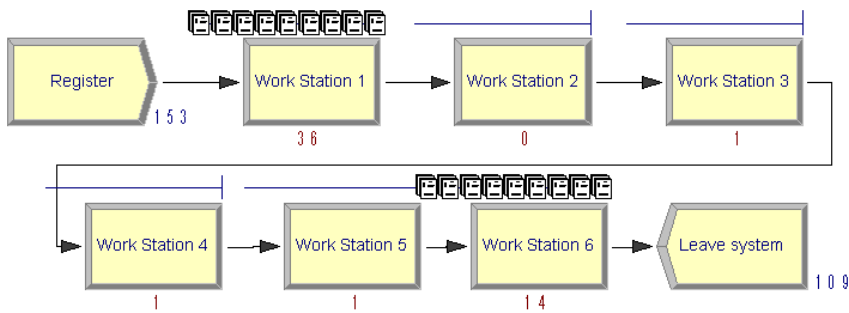 Register
Work Station 1
Work Station 2
Work Station 3
153
36
0
1
Work Station 4
Work Station 5
Work Station 6
Leave system
1
1
14
109